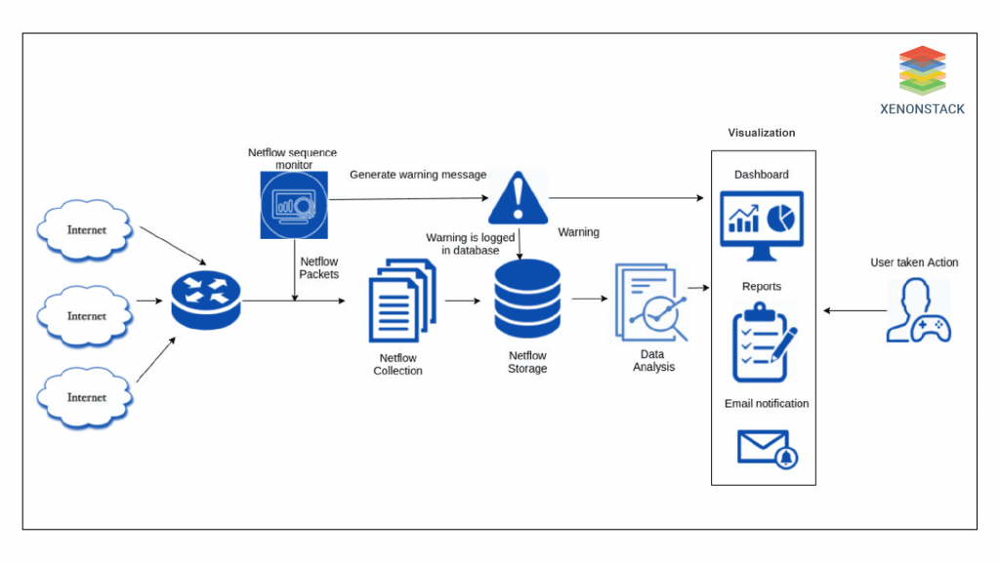 XENONSTACK
Visualization
Netflow sequence
monitor
Generate warning message
Dashboard
Internet
Warning is logged
in database
Warning
Netflow
Packets
User taken Action
Reports
Internet
Netflow
Collection
Netflow
Storage
Data
Analysis
Internet
Email notification